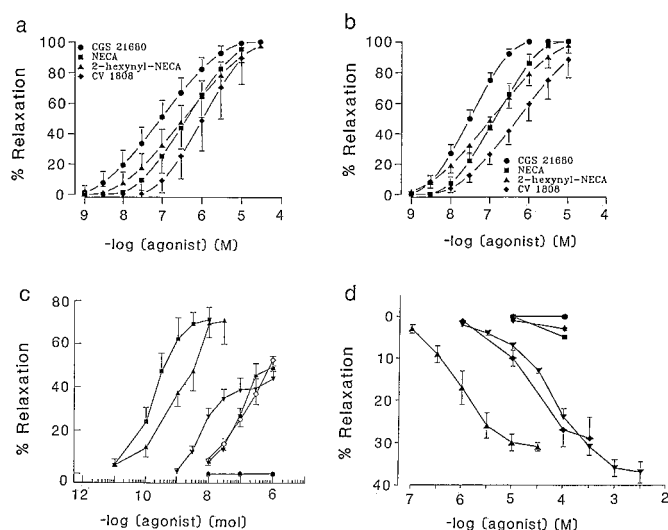 a
CGS 21680
NECA
2-hexynyl-NECA
CV 1808
% Relaxation
100
80
60
40
20
0
9 8 7 6 5 4
-log (agonist) (M)
b
% Relaxation
100
80
60
40
20
0
CGS 21680
NECA
2-hexynyl-NECA
CV 1808
9 8 7 6 5 4
-log (agonist) (M)
c
% Relaxation
80
60
40
20
0
12 10 8 6
-log (agonist) (mol)
d
% Relaxation
0
10
20
30
40
7 6 5 4 3 2
-log (agonist) (M)